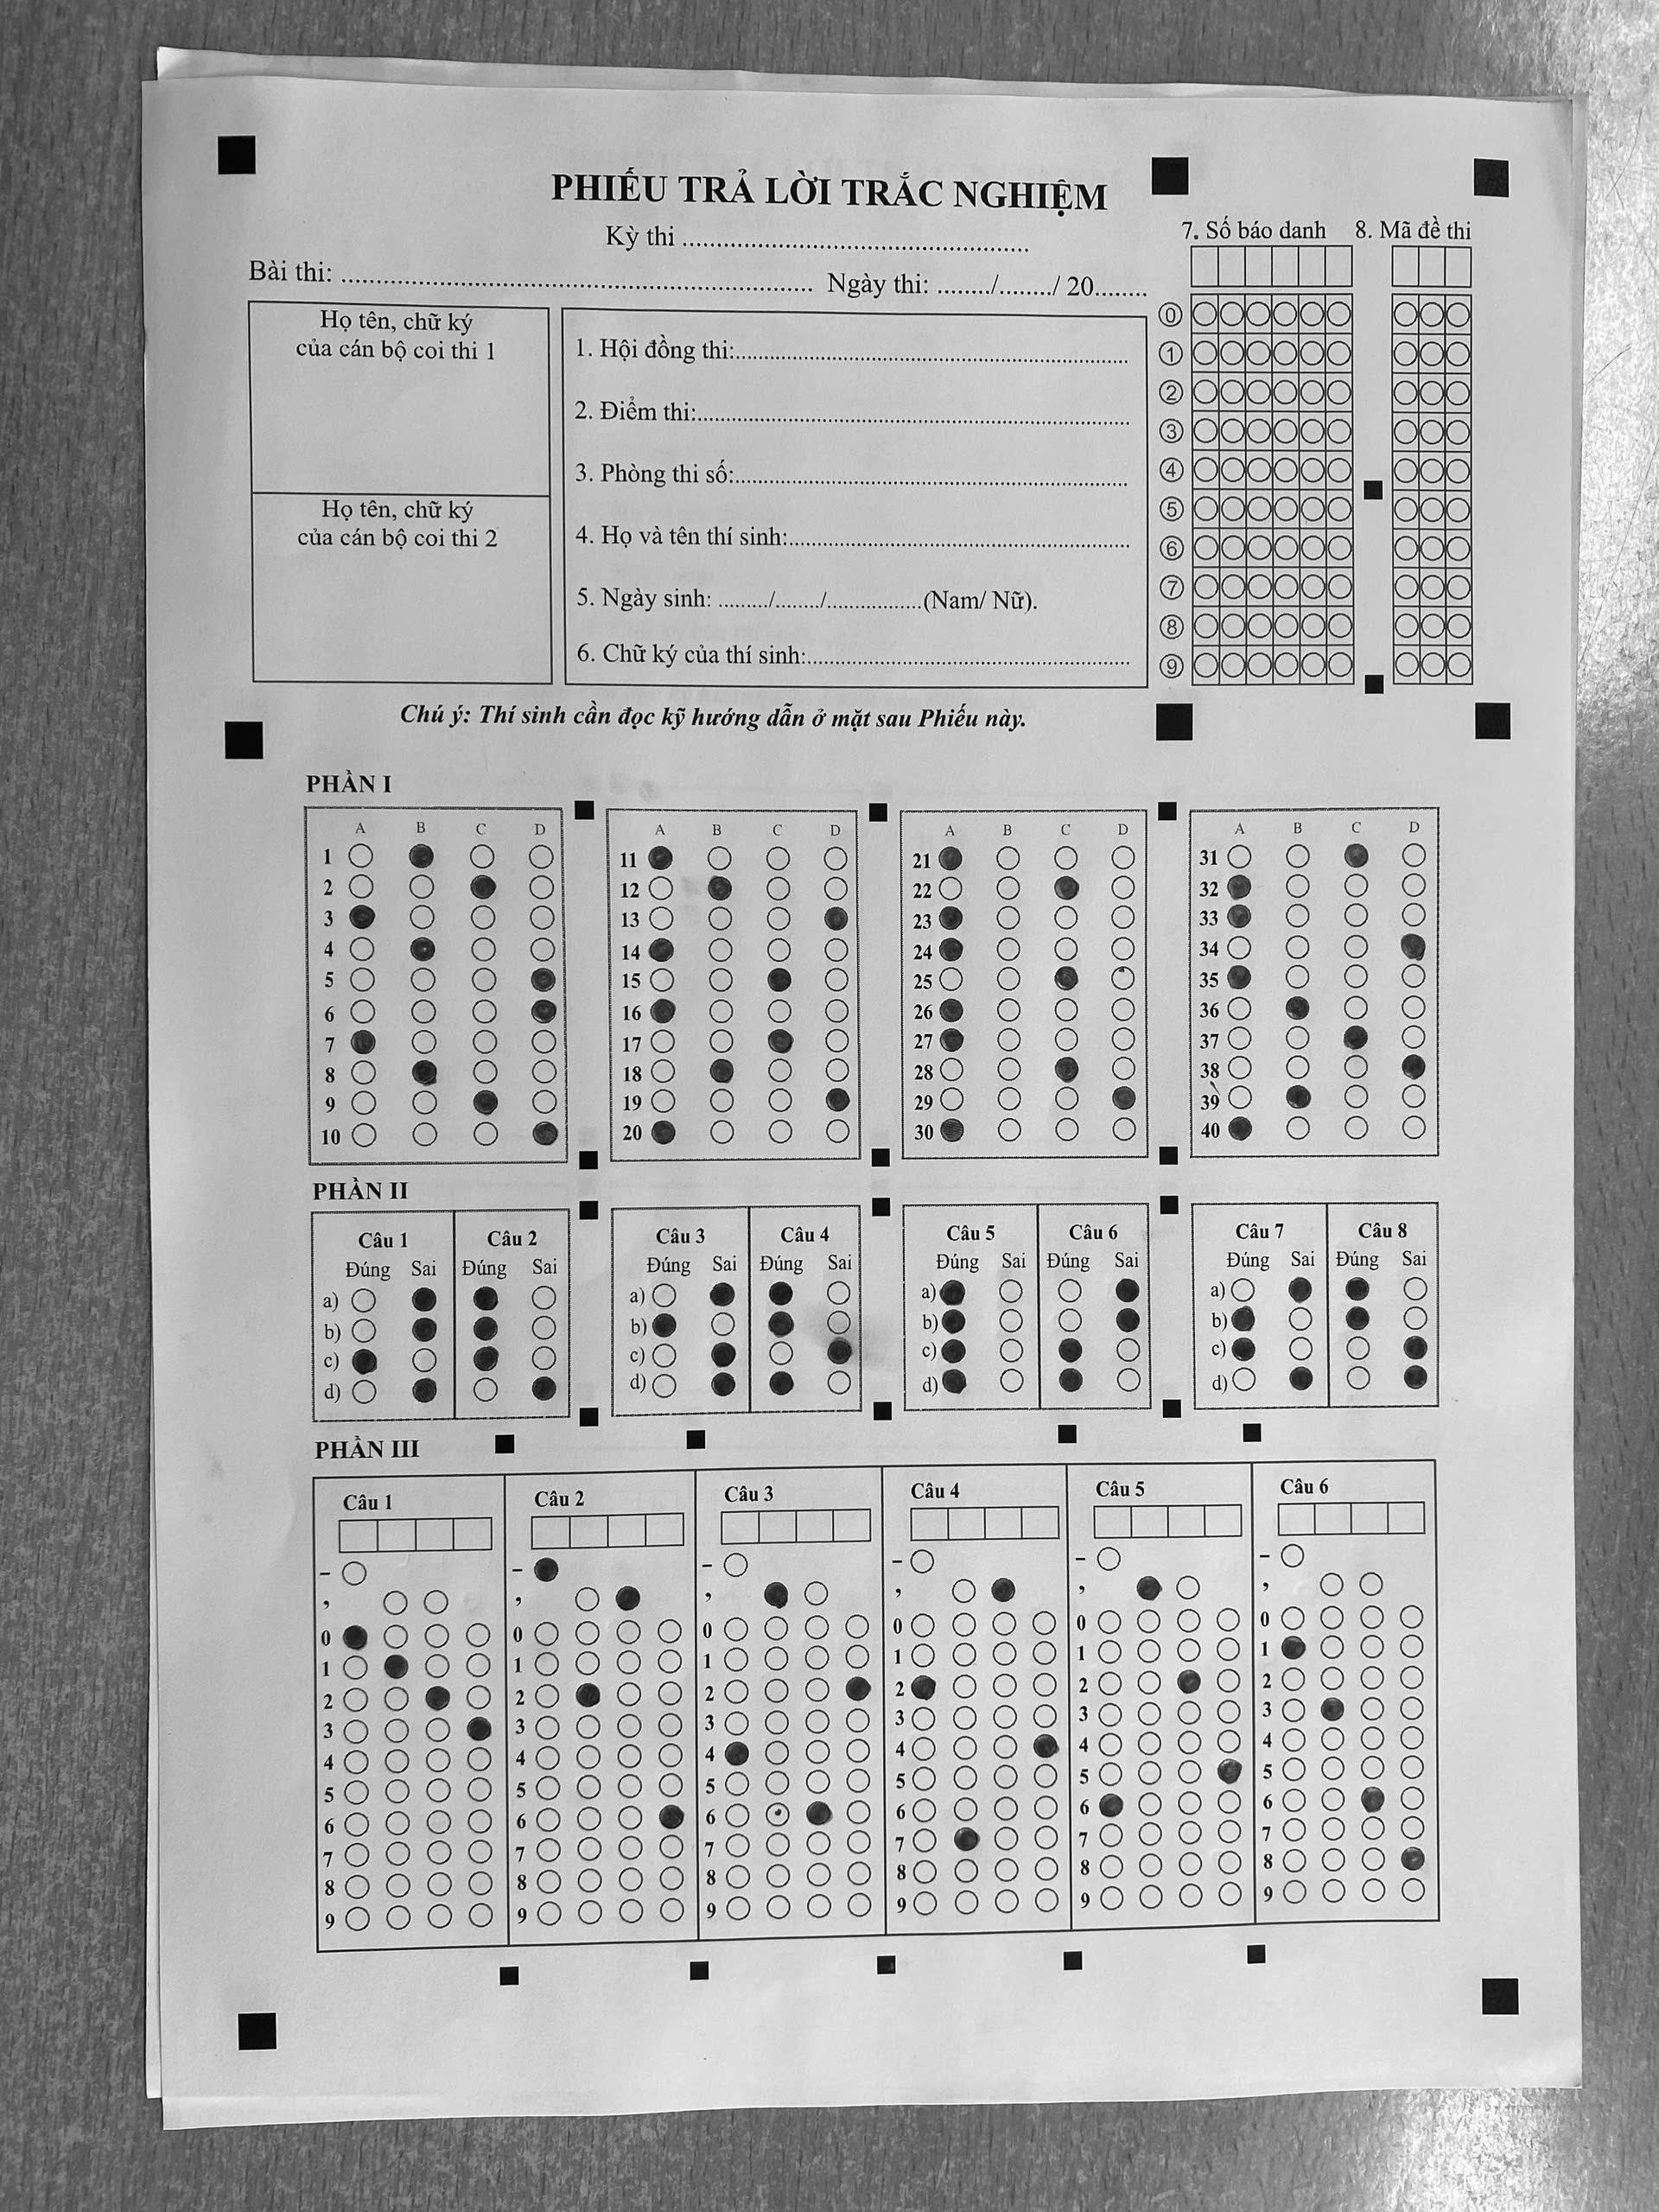 PHIẾU TRẢ LỜI TRẮC NGHIỆM
Kỳ thi ....................................................
Bài thi: ....................................................................... Ngày thi: ......../......../ 20........
7. Số báo danh 8. Mã đề thi
Họ tên, chữ ký
của cán bộ coi thi 1
Họ tên, chữ ký
của cán bộ coi thi 2
1. Hội đồng thi:............................................................
2. Điểm thi:..................................................................
3. Phòng thi số:............................................................
4. Họ và tên thí sinh:....................................................
5. Ngày sinh: ........./......../.................(Nam/ Nữ).
6. Chữ ký của thí sinh:.................................................
0
1
2
3
4
5
6
7
8
9
Chú ý: Thí sinh cần đọc kỹ hướng dẫn ở mặt sau Phiếu này.
PHẦN I
A B C D A B C D A B C D A B C D
1 11 21 31
2 12 22 32
3 13 23 33
4 14 24 34
5 15 25 35
6 16 26 36
7 17 27 37
8 18 28 38
9 19 29 39
10 20 30 40
PHẦN II
Câu 1 Câu 2 Câu 3 Câu 4 Câu 5 Câu 6 Câu 7 Câu 8
Đúng Sai Đúng Sai Đúng Sai Đúng Sai Đúng Sai Đúng Sai Đúng Sai Đúng Sai
a) a) a) a)
b) b) b) b)
c) c) c) c)
d) d) d) d)
PHẦN III
Câu 1 Câu 2 Câu 3 Câu 4 Câu 5 Câu 6
- - - - - -
, , , , , ,
0 0 0 0 0 0
1 1 1 1 1 1
2 2 2 2 2 2
3 3 3 3 3 3
4 4 4 4 4 4
5 5 5 5 5 5
6 6 6 6 6 6
7 7 7 7 7 7
8 8 8 8 8 8
9 9 9 9 9 9